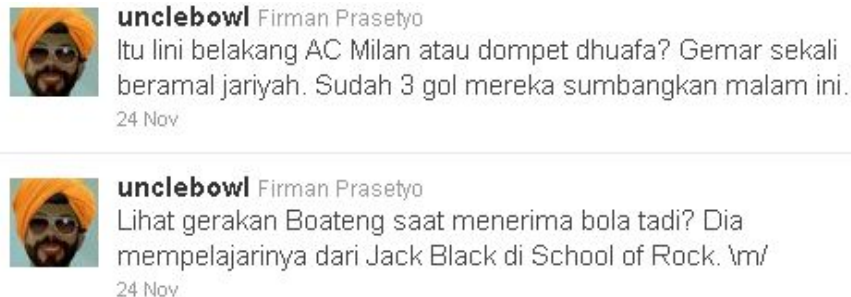 unclebowl Firman Prasetyo
Itu lini belakang AC Milan atau dompet dhuafa? Gemar sekali
beramal jariyah. Sudah 3 gol mereka sumbangkan malam ini.
24 Nov
unclebowl Firman Prasetyo
Lihat gerakan Boateng saat menerima bola tadi? Dia
mempelajarinya dari Jack Black di School of Rock. \m/
24 Nov